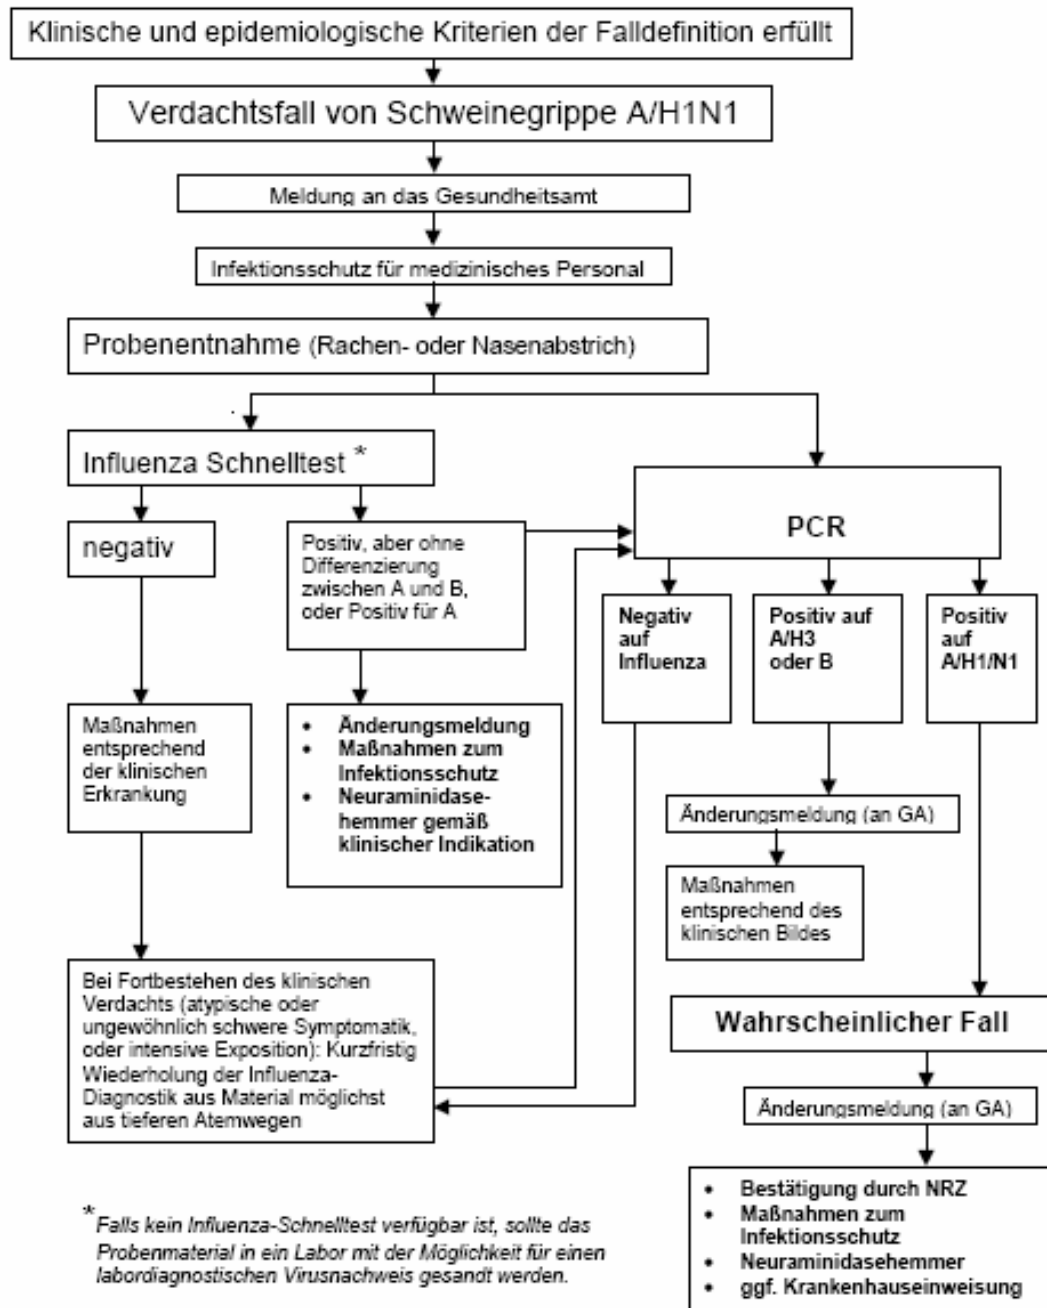 Klinische und epidemiologische Kriterien der Falldefinition erfüllt
Verdachtsfall von Schweinegrippe A/H1N1
Meldung an das Gesundheitsamt
Infektionsschutz für medizinisches Personal
Probenentnahme (Rachen- oder Nasenabstrich)
Influenza Schnelltest *
negativ
Positiv, aber ohne
Differenzierung
zwischen A und B,
oder Positiv für A
PCR
Negativ
auf
Influenza
Positiv auf
A/H3
oder B
Positiv
auf
A/H1/N1
Maßnahmen
entsprechend
der klinischen
Erkrankung
• Änderungsmeldung
• Maßnahmen zum
Infektionsschutz
• Neuraminidase-
hemmer gemäß
klinischer Indikation
Änderungsmeldung (an GA)
Maßnahmen
entsprechend des
klinischen Bildes
Bei Fortbestehen des klinischen
Verdachts (atypische oder
ungewöhnlich schwere Symptomatik,
oder intensive Exposition): Kurzfristig
Wiederholung der Influenza-
Diagnostik aus Material möglichst
aus tieferen Atemwegen
Wahrscheinlicher Fall
Änderungsmeldung (an GA)
• Bestätigung durch NRZ
• Maßnahmen zum
Infektionsschutz
• Neuraminidasehemmer
• ggf. Krankenhauseinweisung
* Falls kein Influenza-Schnelltest verfügbar ist, sollte das
Probenmaterial in ein Labor mit der Möglichkeit für einen
labordiagnostischen Virusnachweis gesandt werden.